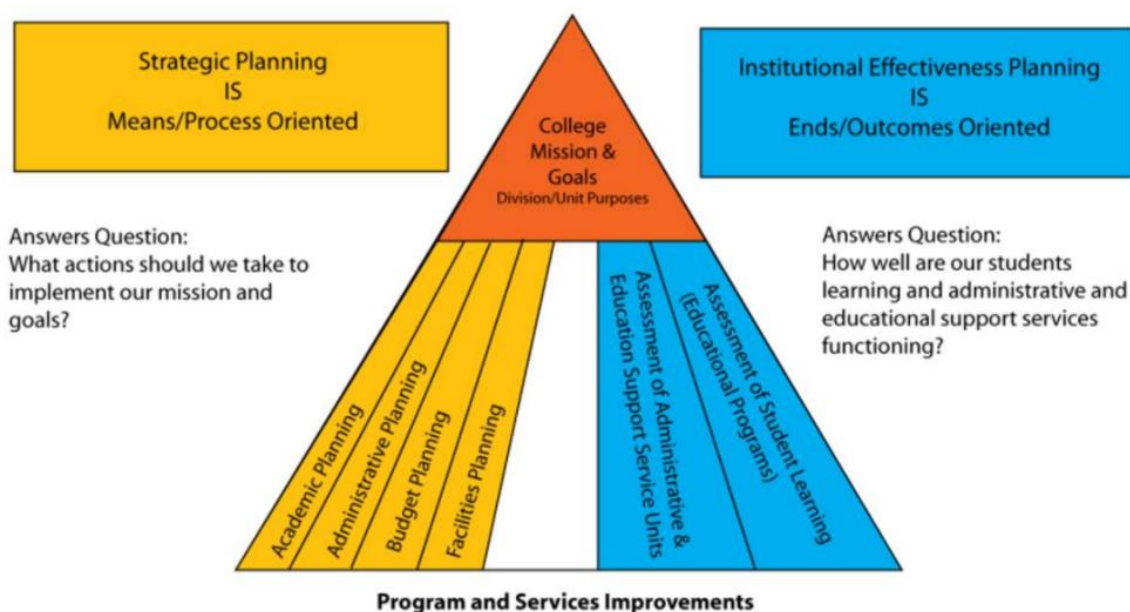 Strategic Planning
IS
Means/Process Oriented
Institutional Effectiveness Planning
IS
Ends/Outcomes Oriented
College
Mission &
Goals
Division/Unit Purposes
Answers Question:
What actions should we take to
implement our mission and
goals?
Answers Question:
How well are our students
learning and administrative and
educational support services
functioning?
Academic Planning
Administrative Planning
Budget Planning
Facilities Planning
Assessment of Administrative &
Education Support Service Units
Assessment of Student Learning
(Educational Programs)
Program and Services Improvements